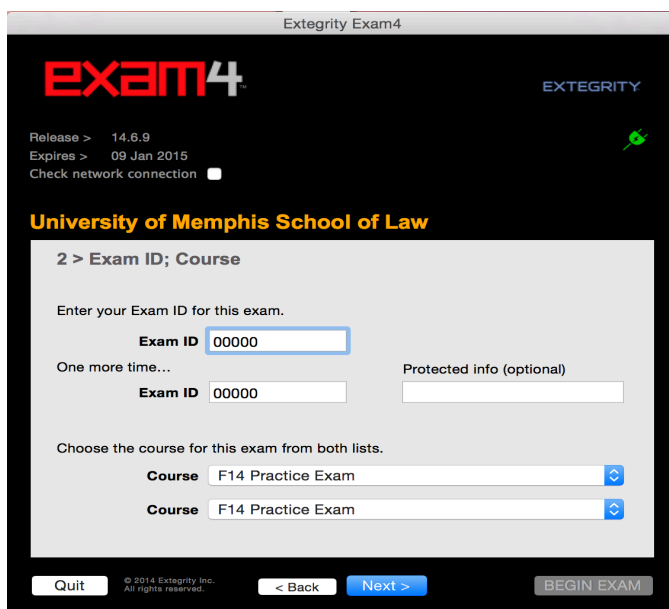 Extegrity Exam4
exam4™
EXTEGRITY
Release > 14.6.9
Expires > 09 Jan 2015
Check network connection
University of Memphis School of Law
2 > Exam ID; Course
Enter your Exam ID for this exam.
Exam ID 00000
One more time... Protected info (optional)
Exam ID 00000
Choose the course for this exam from both lists.
Course F14 Practice Exam
Course F14 Practice Exam
Quit © 2014 Extegrity Inc. < Back Next > BEGIN EXAM
All rights reserved.